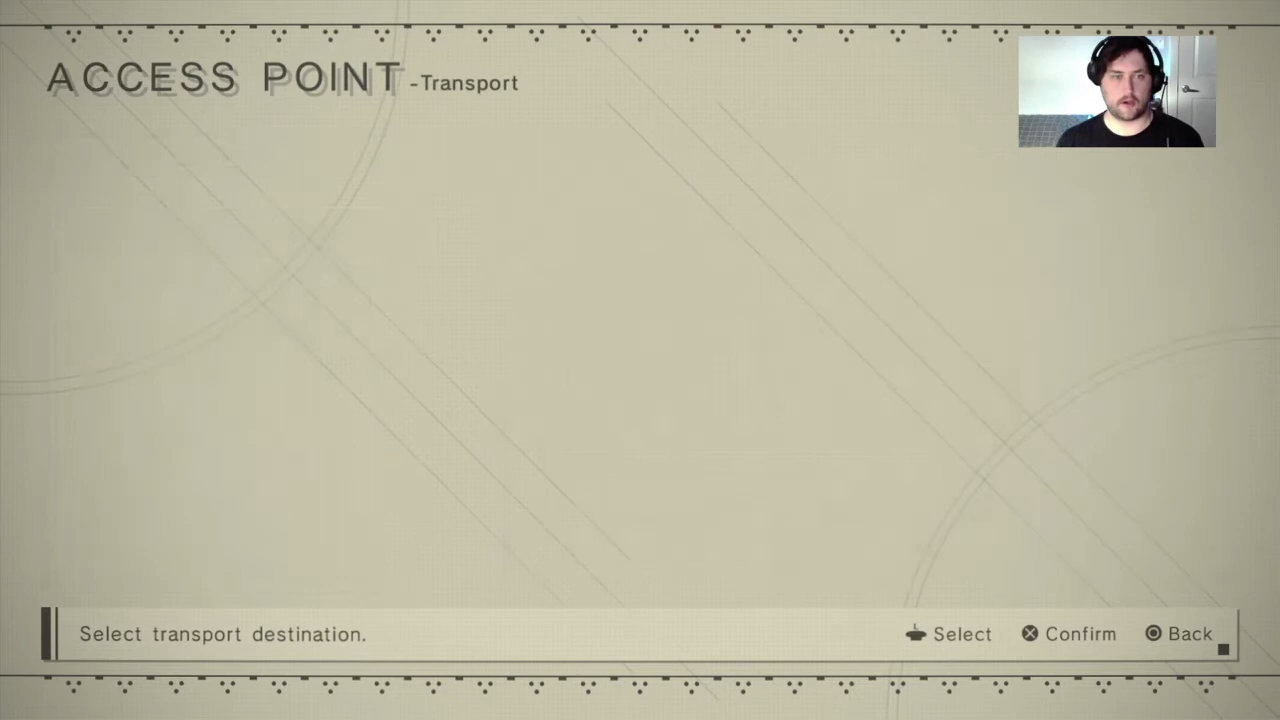 ACCESS POINT -Transport
Select transport destination.
Select Confirm Back